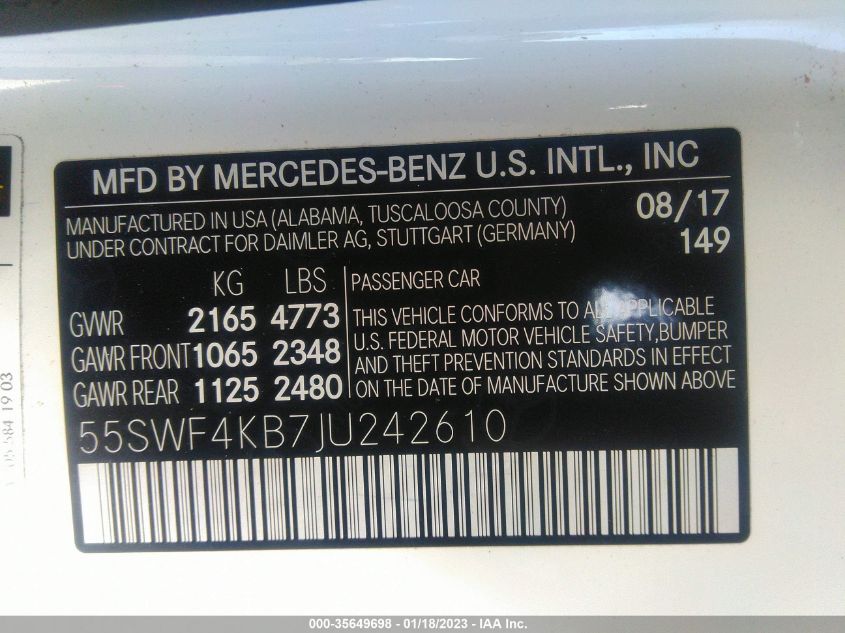 MFD BY MERCEDES-BENZ U.S. INTL., INC
MANUFACTURED IN USA (ALABAMA, TUSCALOOSA COUNTY)
UNDER CONTRACT FOR DAIMLER AG, STUTTGART (GERMANY)
08/17
149
KG LBS
GVWR 2165 4773
GAWR FRONT 1065 2348
GAWR REAR 1125 2480
PASSENGER CAR
THIS VEHICLE CONFORMS TO ALL APPLICABLE
U.S. FEDERAL MOTOR VEHICLE SAFETY,BUMPER
AND THEFT PREVENTION STANDARDS IN EFFECT
ON THE DATE OF MANUFACTURE SHOWN ABOVE
55SWF4KB7JU242610
584 19 03
000-35649698 - 01/18/2023 - IAA Inc.